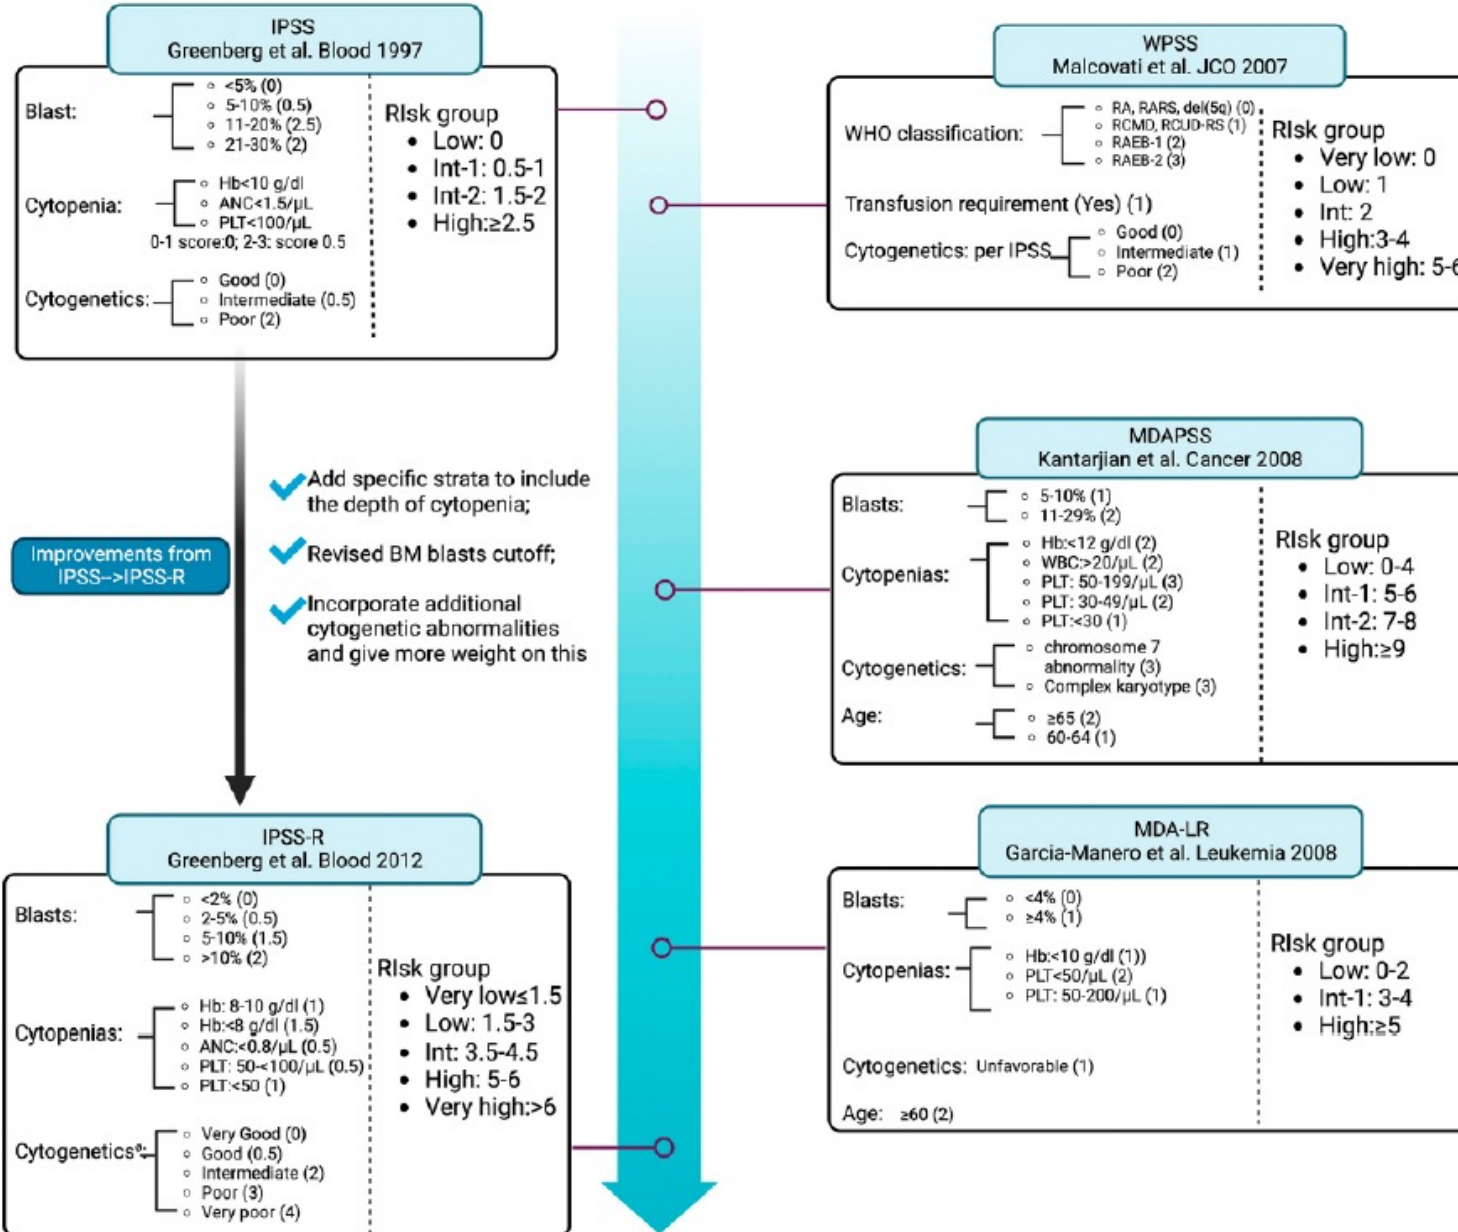 IPSS
Greenberg et al. Blood 1997
Blast:
<5% (0)
5-10% (0.5)
11-20% (2.5)
21-30% (2)
Cytopenia:
Hb<10 g/dl
ANC<1.5/µL
PLT<100/µL
0-1 score:0; 2-3: score 0.5
Cytogenetics:
Good (0)
Intermediate (0.5)
Poor (2)
RIsk group
Low: 0
Int-1: 0.5-1
Int-2: 1.5-2
High:≥2.5
WPSS
Malcovati et al. JCO 2007
WHO classification:
RA, RARS, del(5q) (0)
RCMD, RCUD-RS (1)
RAEB-1 (2)
RAEB-2 (3)
Transfusion requirement (Yes) (1)
Cytogenetics: per IPSS
Good (0)
Intermediate (1)
Poor (2)
RIsk group
Very low: 0
Low: 1
Int: 2
High:3-4
Very high: 5-6
Improvements from
IPSS-->IPSS-R
Add specific strata to include
the depth of cytopenia;
Revised BM blasts cutoff;
Incorporate additional
cytogenetic abnormalities
and give more weight on this
MDAPSS
Kantarjian et al. Cancer 2008
Blasts:
5-10% (1)
11-29% (2)
Cytopenias:
Hb:<12 g/dl (2)
WBC:>20/µL (2)
PLT: 50-199/µL (3)
PLT: 30-49/µL (2)
PLT:<30 (1)
Cytogenetics:
chromosome 7
abnormality (3)
Complex karyotype (3)
Age:
≥65 (2)
60-64 (1)
RIsk group
Low: 0-4
Int-1: 5-6
Int-2: 7-8
High:≥9
IPSS-R
Greenberg et al. Blood 2012
Blasts:
<2% (0)
2-5% (0.5)
5-10% (1.5)
>10% (2)
Cytopenias:
Hb: 8-10 g/dl (1)
Hb:<8 g/dl (1.5)
ANC:<0.8/µL (0.5)
PLT: 50-<100/µL (0.5)
PLT:<50 (1)
Cytogenetics:
Very Good (0)
Good (0.5)
Intermediate (2)
Poor (3)
Very poor (4)
RIsk group
Very low≤1.5
Low: 1.5-3
Int: 3.5-4.5
High: 5-6
Very high:>6
MDA-LR
Garcia-Manero et al. Leukemia 2008
Blasts:
<4% (0)
≥4% (1)
Cytopenias:
Hb:<10 g/dl (1))
PLT<50/µL (2)
PLT: 50-200/µL (1)
Cytogenetics: Unfavorable (1)
Age: ≥60 (2)
RIsk group
Low: 0-2
Int-1: 3-4
High:≥5